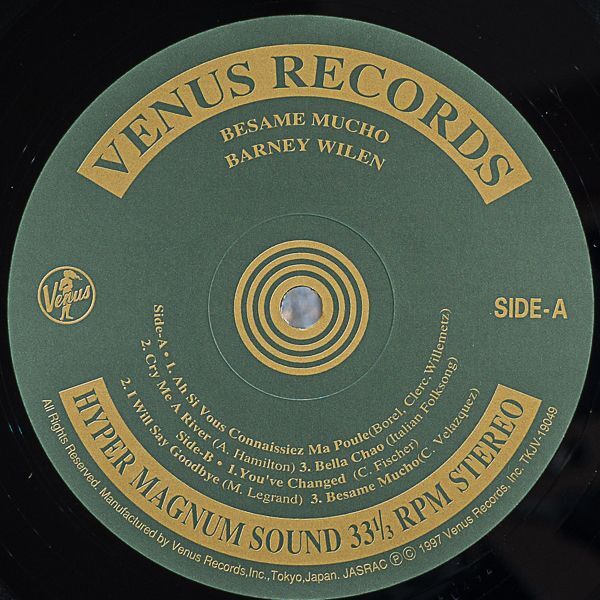 VENUS RECORDS
BESAME MUCHO
BARNEY WILEN
Venus
SIDE-A
Side-A • 1. Ah Si Vous Connaissiez Ma Poule(Borel, Clerc, Willemetz)
2. Cry Me A River (A. Hamilton) 3. Bella Chao (Italian Folksong)
Side-B • 1.You've Changed (C. Fischer)
2. I Will Say Goodbye (M. Legrand) 3. Besame Mucho(C. Velazquez)
HYPER MAGNUM SOUND 33 1/3 RPM STEREO
All Rights Reserved. Manufactured by Venus Records,Inc.,Tokyo,Japan. JASRAC Ⓟ © 1997 Venus Records, Inc. TKJV-19049